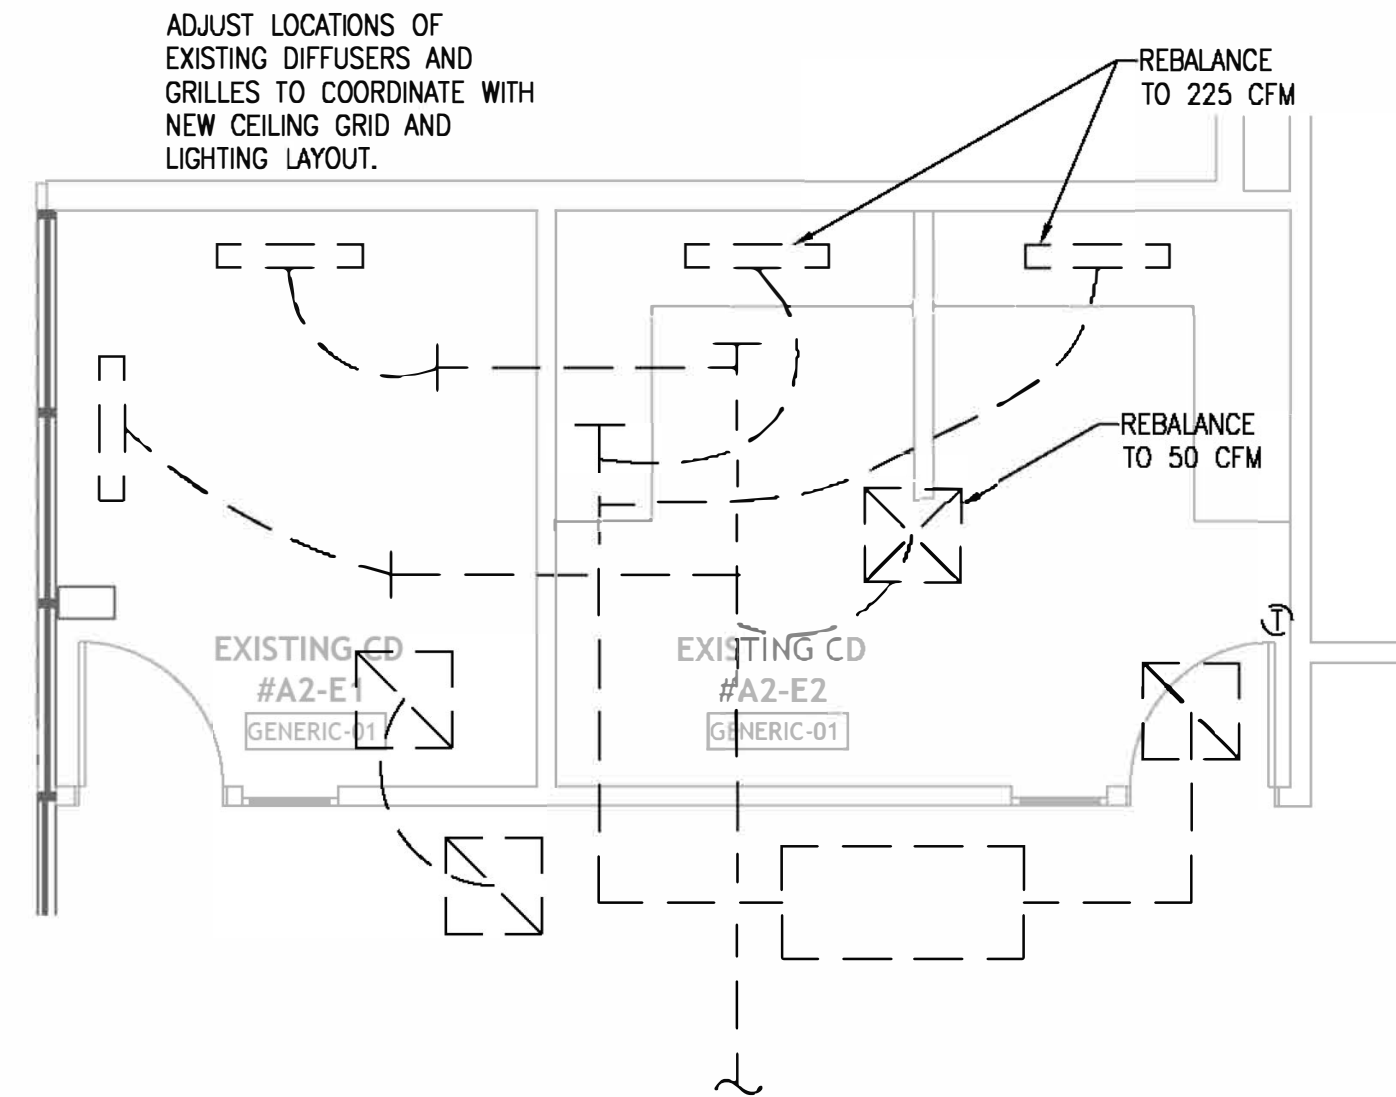 ADJUST LOCATIONS OF
EXISTING DIFFUSERS AND
GRILLES TO COORDINATE WITH
NEW CEILING GRID AND
LIGHTING LAYOUT.
REBALANCE
TO 225 CFM
REBALANCE
TO 50 CFM
T
EXISTING CD
#A2-E1
GENERIC-01
EXISTING CD
#A2-E2
GENERIC-01